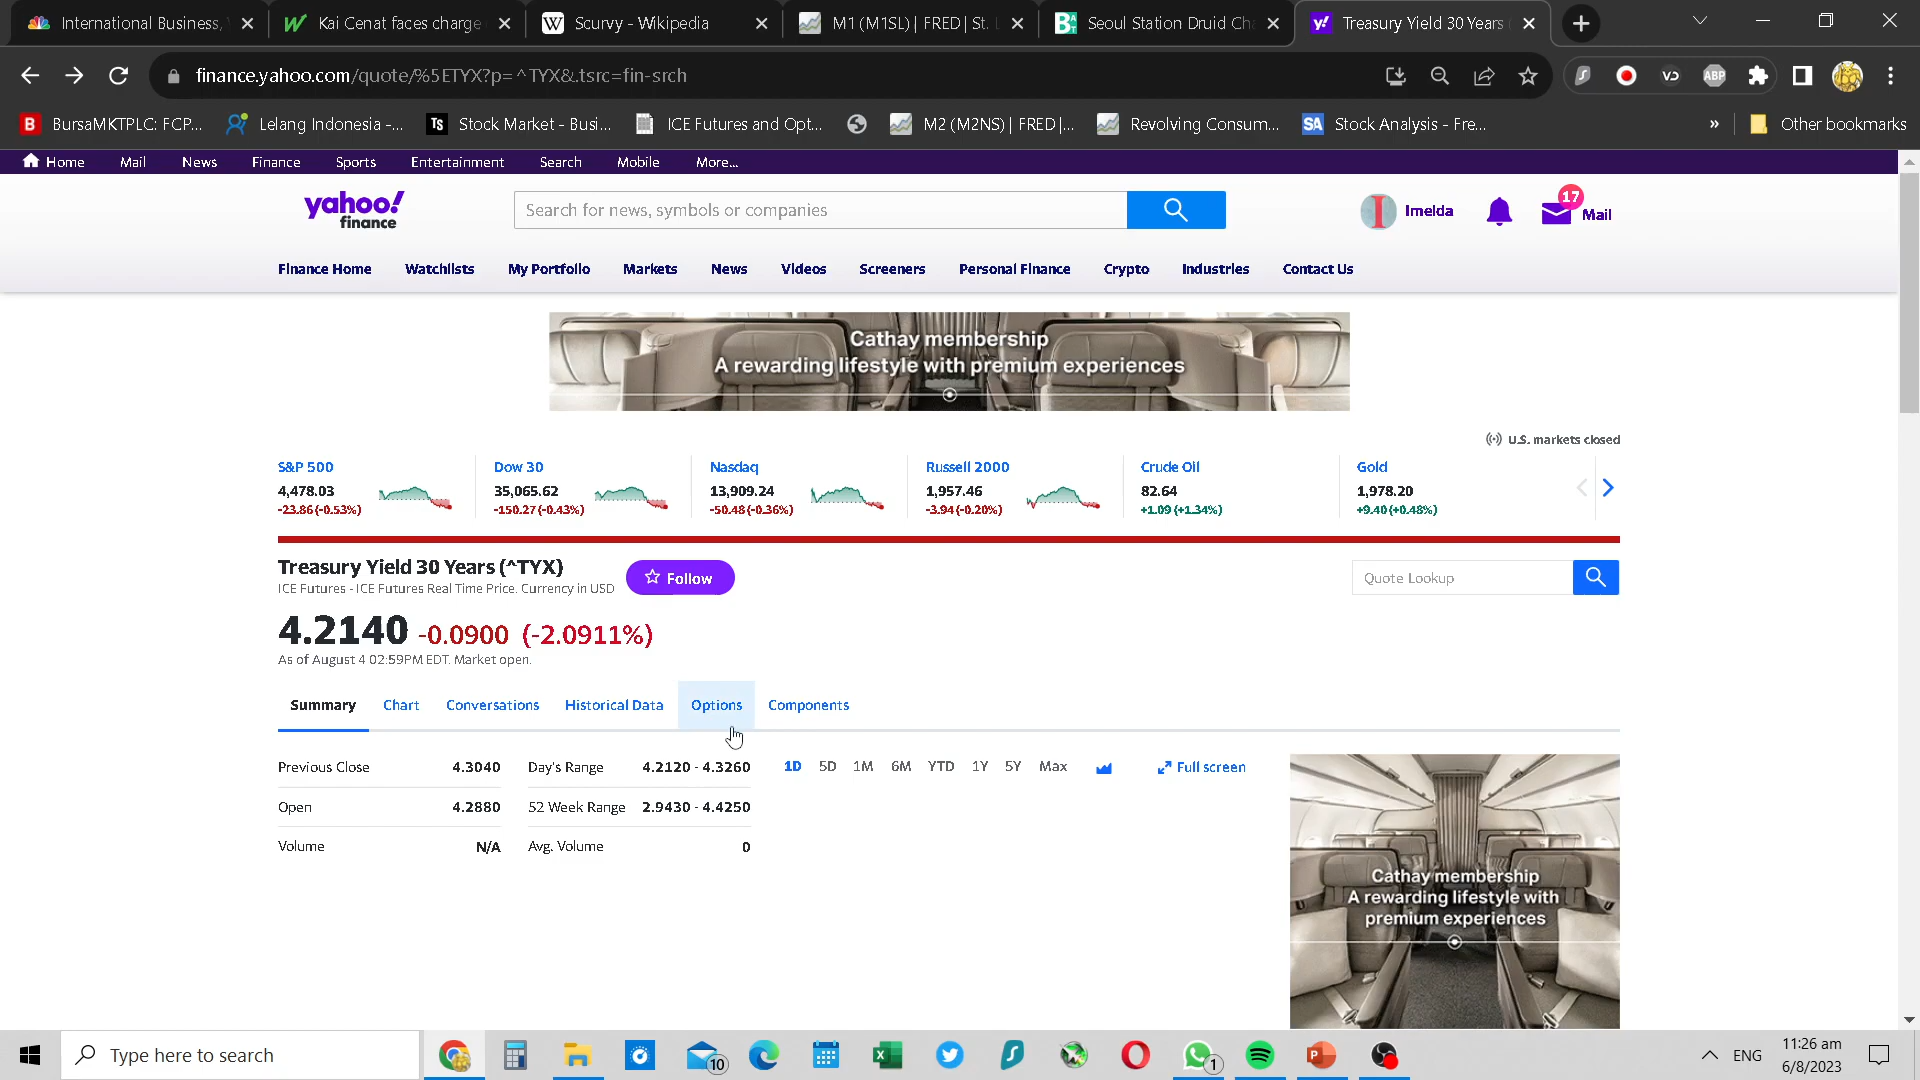 International Business,
Kai Cenat faces charge
Scurvy - Wikipedia
M1 (M1SL) | FRED | St. L
Seoul Station Druid Cha
Treasury Yield 30 Years
finance.yahoo.com/quote/%5ETYX?p=^TYX&.tsrc=fin-srch
BursaMKTPLC: FCP...
Lelang Indonesia -...
Stock Market - Busi...
ICE Futures and Opt...
M2 (M2NS) | FRED |...
Revolving Consum...
Stock Analysis - Fre...
»
Other bookmarks
Home
Mail
News
Finance
Sports
Entertainment
Search
Mobile
More...
yahoo!
finance
Search for news, symbols or companies
Imelda
17
Mail
Finance Home
Watchlists
My Portfolio
Markets
News
Videos
Screeners
Personal Finance
Crypto
Industries
Contact Us
Cathay membership
A rewarding lifestyle with premium experiences
U.S. markets closed
S&P 500
4,478.03
-23.86 (-0.53%)
Dow 30
35,065.62
-150.27 (-0.43%)
Nasdaq
13,909.24
-50.48 (-0.36%)
Russell 2000
1,957.46
-3.94 (-0.20%)
Crude Oil
82.64
+1.09 (+1.34%)
Gold
1,978.20
+9.40 (+0.48%)
Treasury Yield 30 Years (^TYX)
ICE Futures - ICE Futures Real Time Price. Currency in USD
Follow
Quote Lookup
4.2140 -0.0900 (-2.0911%)
As of August 4 02:59PM EDT. Market open.
Summary
Chart
Conversations
Historical Data
Options
Components
Previous Close 4.3040
Open 4.2880
Volume N/A
Day's Range 4.2120 - 4.3260
52 Week Range 2.9430 - 4.4250
Avg. Volume 0
1D 5D 1M 6M YTD 1Y 5Y Max
Full screen
Cathay membership
A rewarding lifestyle with
premium experiences
Type here to search
10
1
ENG
11:26 am
6/8/2023